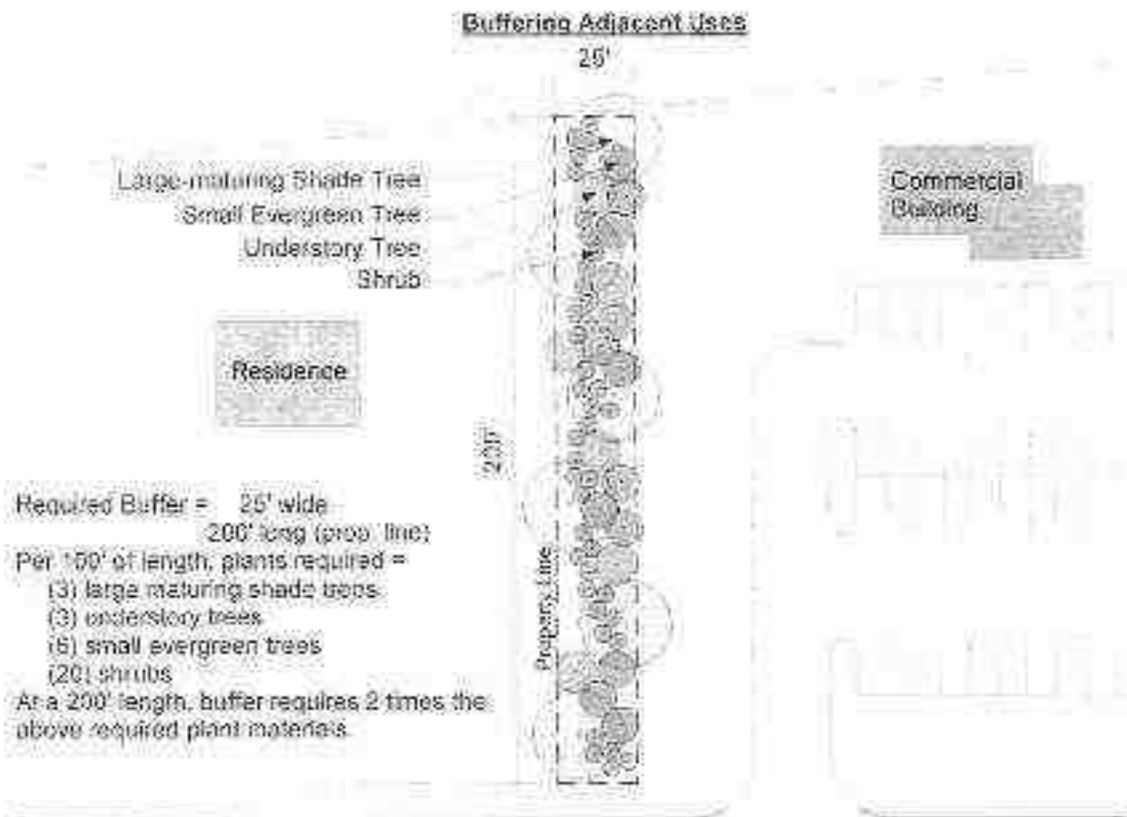 Buffering Adjacent Uses
25'
Large-maturing Shade Tree
Small Evergreen Tree
Understory Tree
Shrub
Commercial
Building
Residence
200'
Property Line
Required Buffer = 25' wide
200' long (prop. line)
Per 100' of length, plants required =
(3) large maturing shade trees
(3) understory trees
(6) small evergreen trees
(20) shrubs
At a 200' length, buffer requires 2 times the
above required plant materials.